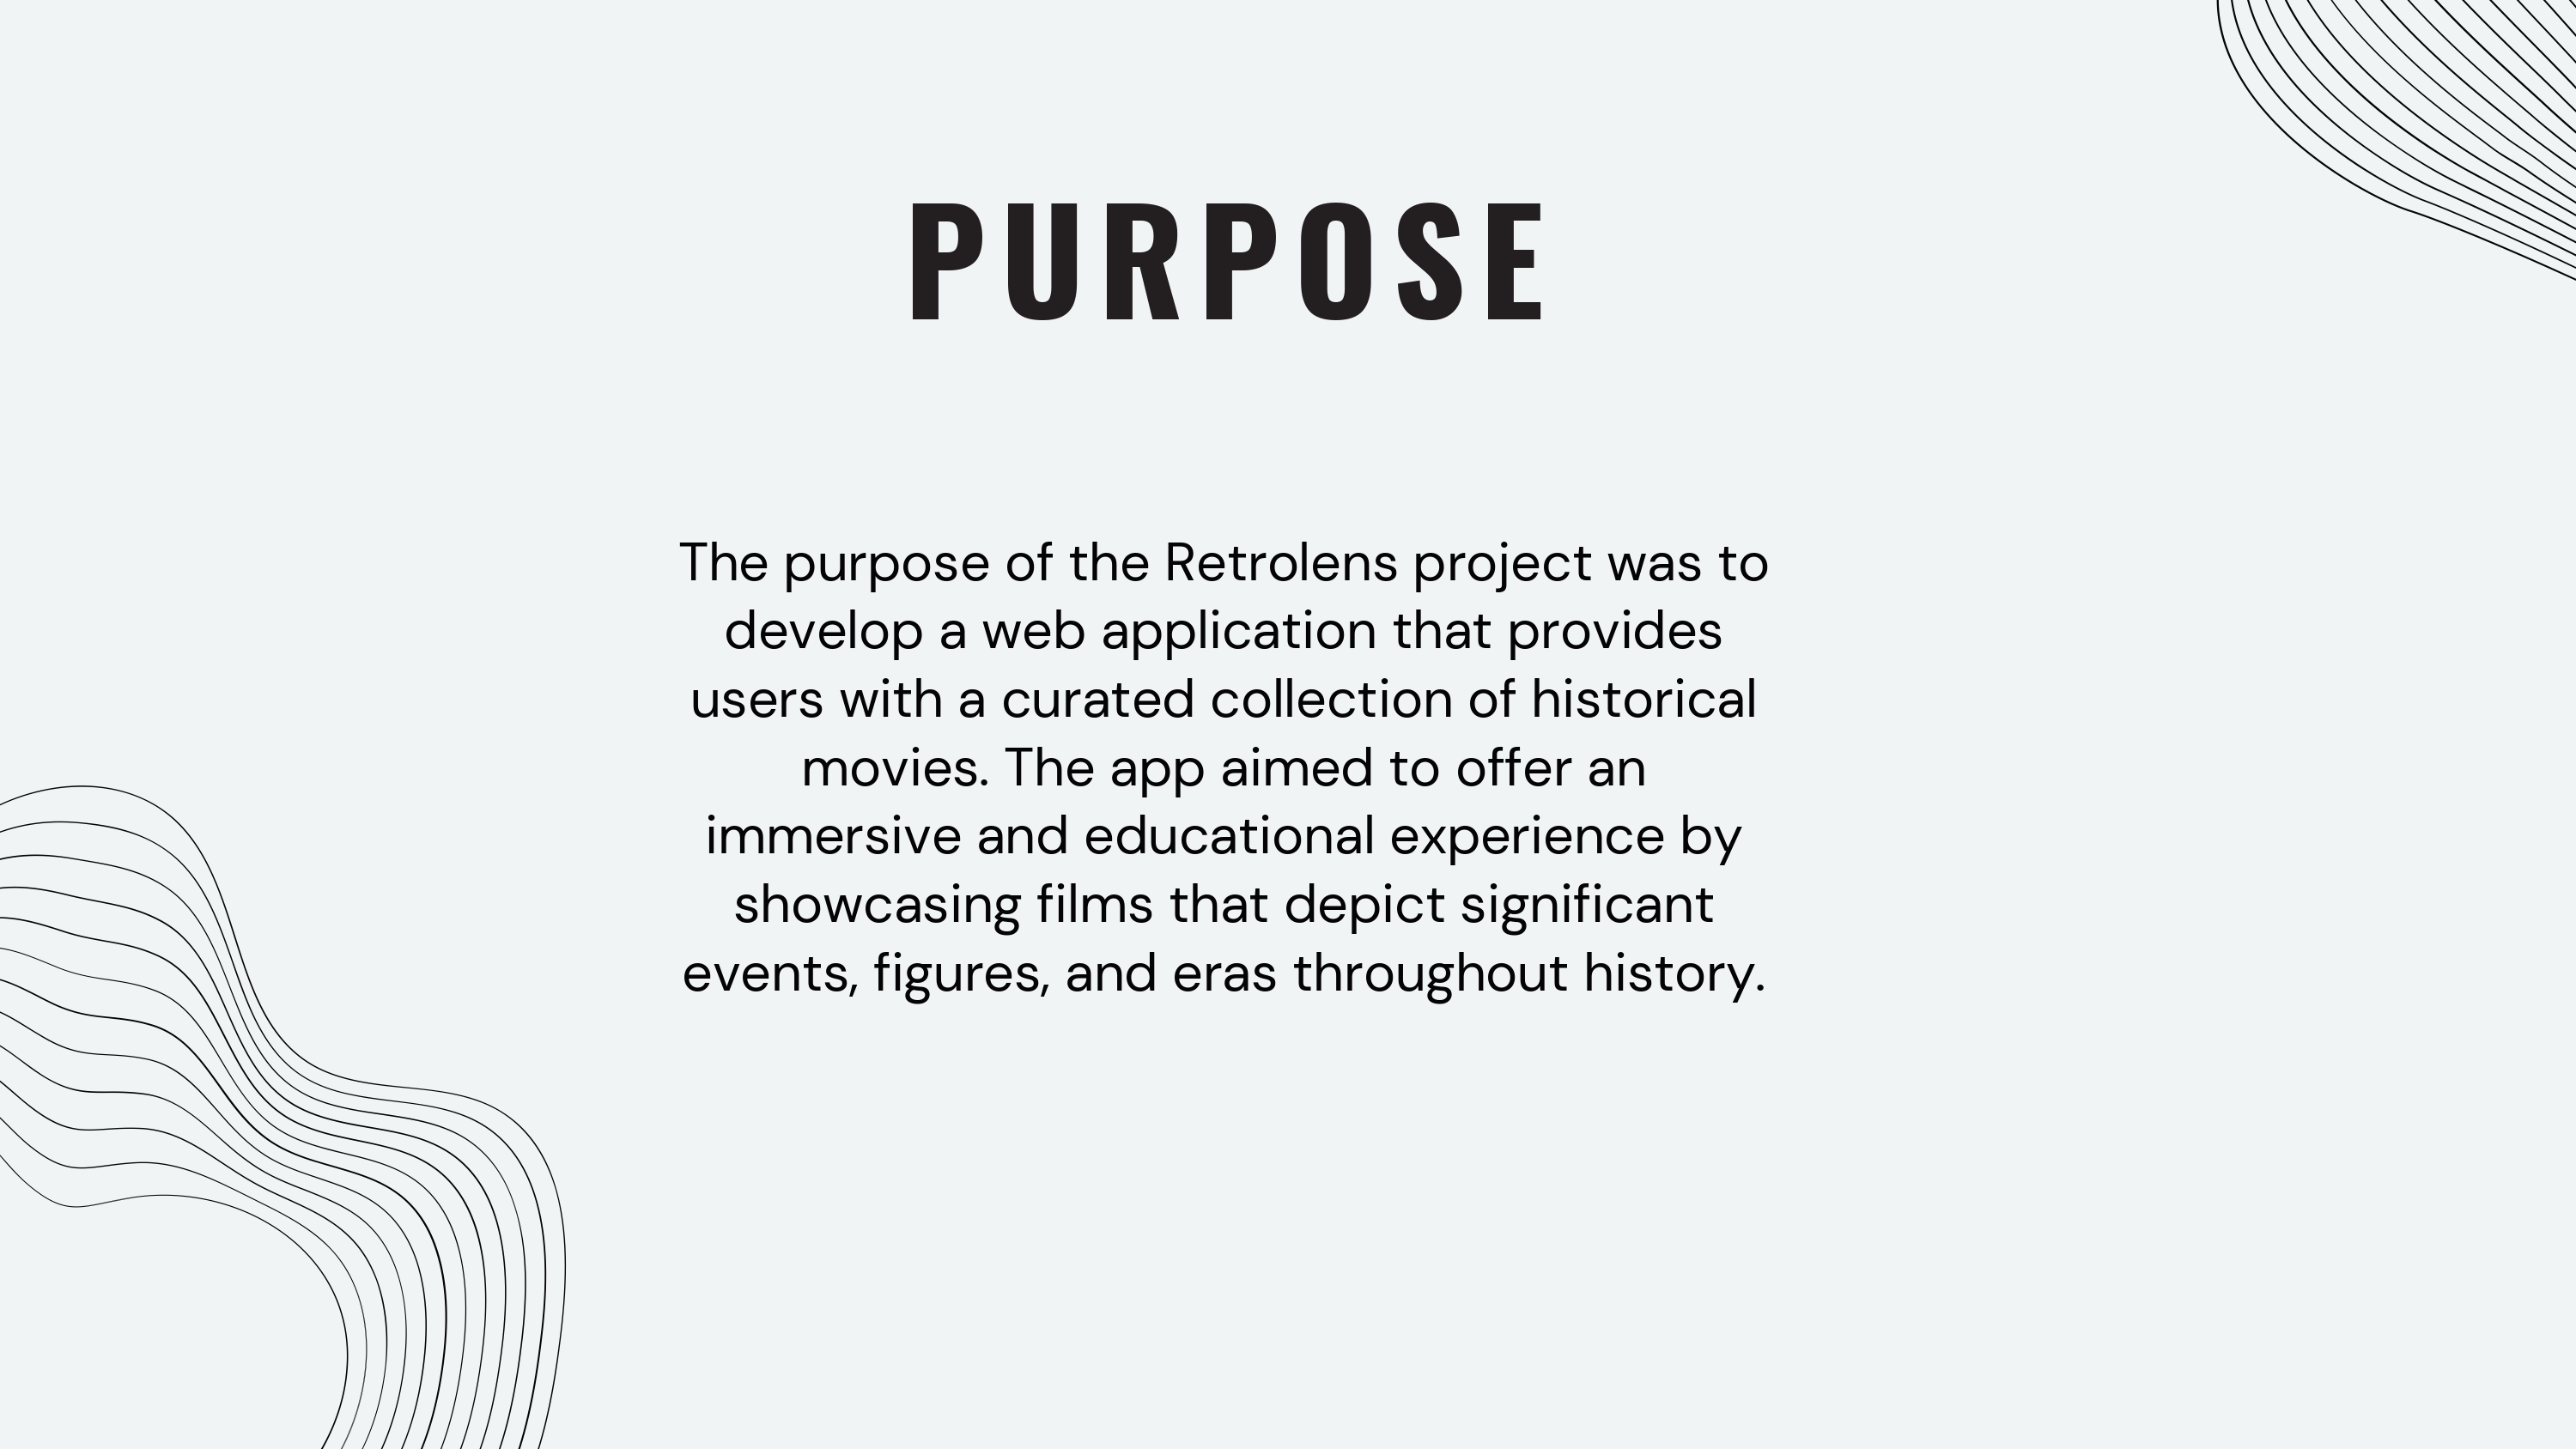 PURPOSE
The purpose of the Retrolens project was to
develop a web application that provides
users with a curated collection of historical
movies. The app aimed to offer an
immersive and educational experience by
showcasing films that depict significant
events, figures, and eras throughout history.